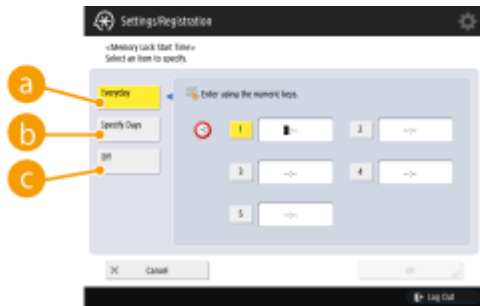 Settings/Registration
<Memory Lock Start Time>
Select an item to specify.
a
Everyday
Enter using the numeric keys.
b
Specify Days
1
--:--
2
--:--
c
Off
3
--:--
4
--:--
5
--:--
Cancel
OK
Log Out